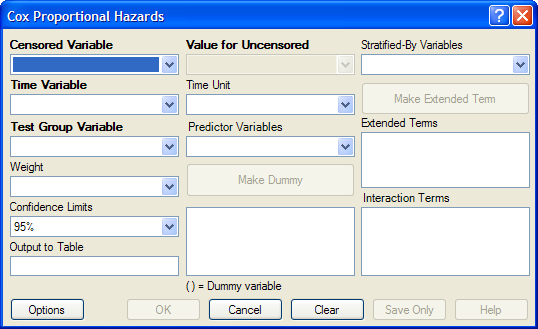 Cox Proportional Hazards
Censored Variable
Value for Uncensored
Stratified-By Variables
Time Variable
Time Unit
Make Extended Term
Test Group Variable
Predictor Variables
Extended Terms
Weight
Make Dummy
Confidence Limits
95%
Interaction Terms
Output to Table
( ) = Dummy variable
Options
OK
Cancel
Clear
Save Only
Help